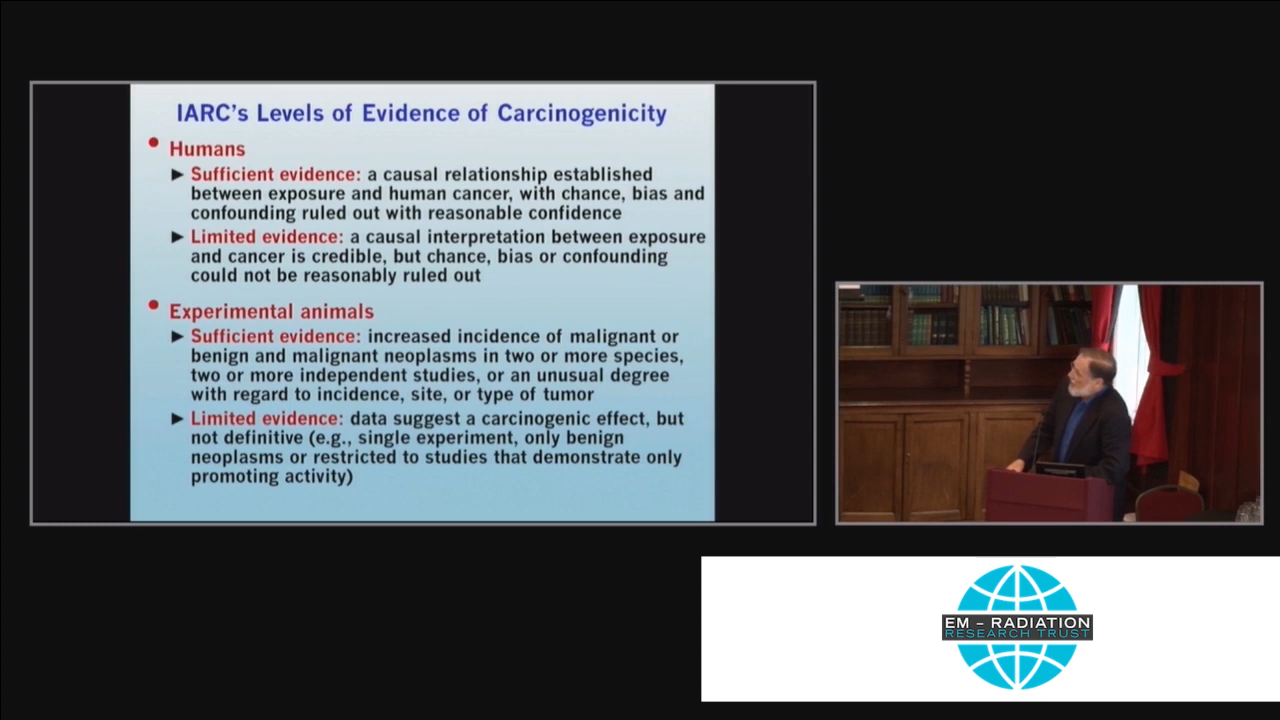 IARC's Levels of Evidence of Carcinogenicity
• Humans
► Sufficient evidence: a causal relationship established
between exposure and human cancer, with chance, bias and
confounding ruled out with reasonable confidence
► Limited evidence: a causal interpretation between exposure
and cancer is credible, but chance, bias or confounding
could not be reasonably ruled out
• Experimental animals
► Sufficient evidence: increased incidence of malignant or
benign and malignant neoplasms in two or more species,
two or more independent studies, or an unusual degree
with regard to incidence, site, or type of tumor
► Limited evidence: data suggest a carcinogenic effect, but
not definitive (e.g., single experiment, only benign
neoplasms or restricted to studies that demonstrate only
promoting activity)
EM – RADIATION
RESEARCH TRUST